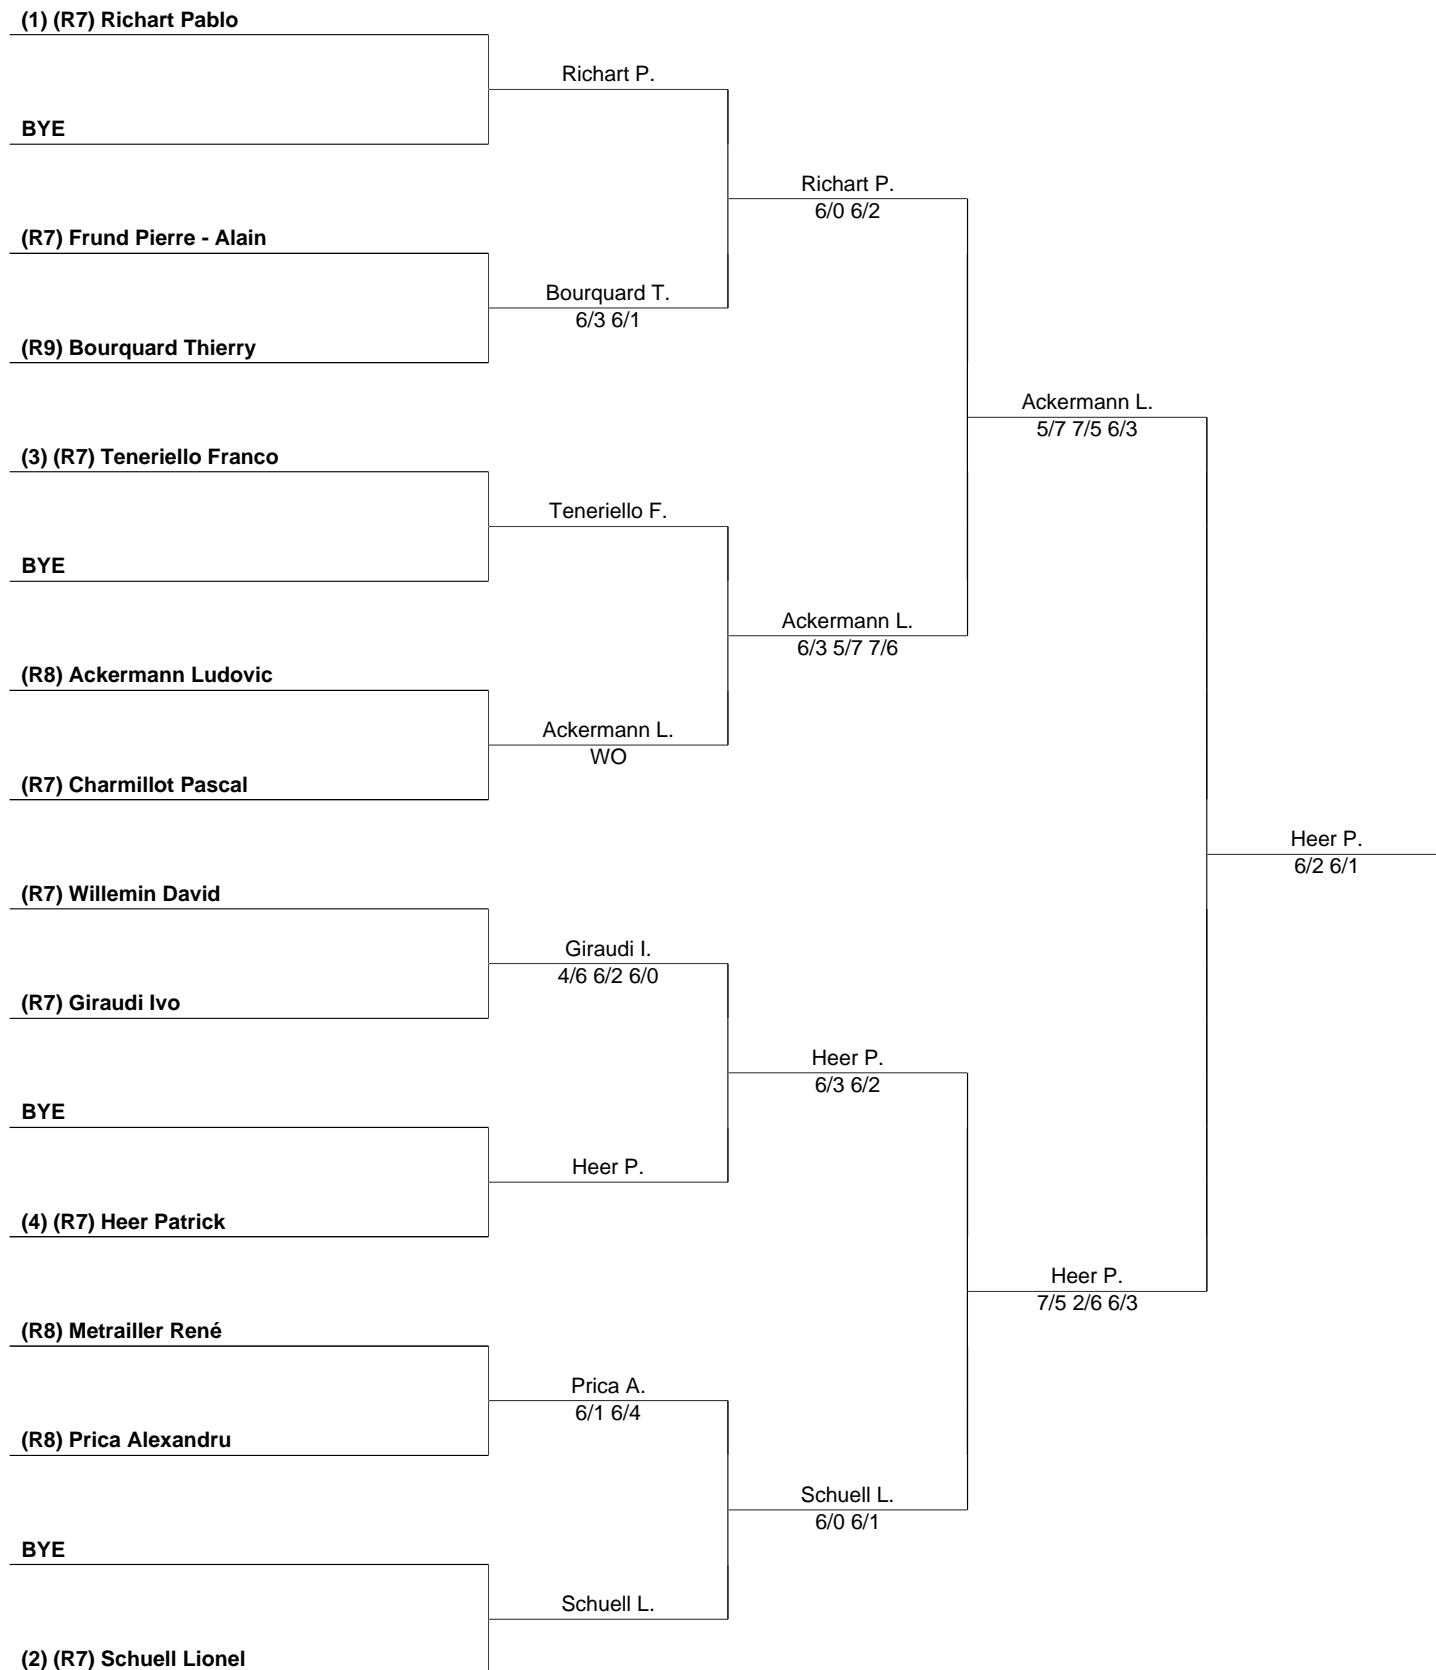 (1) (R7) Richart Pablo
Richart P.
BYE
Richart P.
6/0 6/2
(R7) Frund Pierre - Alain
Bourquard T.
6/3 6/1
(R9) Bourquard Thierry
Ackermann L.
5/7 7/5 6/3
(3) (R7) Teneriello Franco
Teneriello F.
BYE
Ackermann L.
6/3 5/7 7/6
(R8) Ackermann Ludovic
Ackermann L.
WO
(R7) Charmillot Pascal
Heer P.
6/2 6/1
(R7) Willemin David
Giraudi I.
4/6 6/2 6/0
(R7) Giraudi Ivo
Heer P.
6/3 6/2
BYE
Heer P.
(4) (R7) Heer Patrick
Heer P.
7/5 2/6 6/3
(R8) Metrailler René
Prica A.
6/1 6/4
(R8) Prica Alexandru
Schuell L.
6/0 6/1
BYE
Schuell L.
(2) (R7) Schuell Lionel